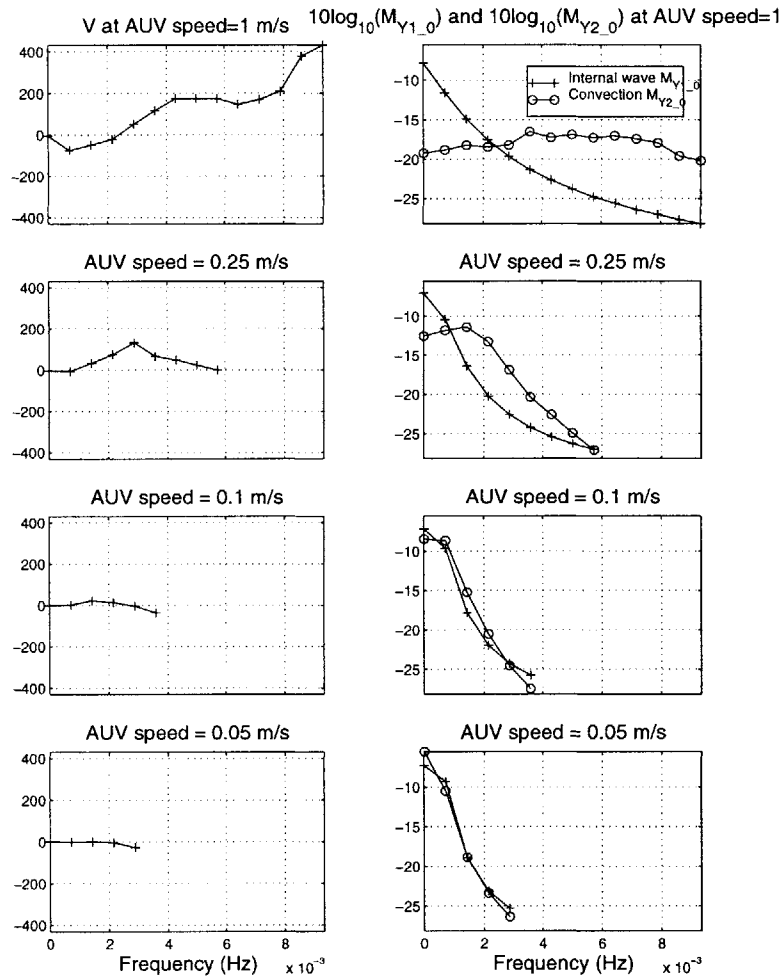 V at AUV speed=1 m/s
10log10(MY1_0) and 10log10(MY2_0) at AUV speed=1
400
200
0
−200
−400
−5
−10
−15
−20
−25
Internal wave MY1_0
Convection MY2_0
AUV speed = 0.25 m/s
AUV speed = 0.25 m/s
400
200
0
−200
−400
−10
−15
−20
−25
AUV speed = 0.1 m/s
AUV speed = 0.1 m/s
400
200
0
−200
−400
−10
−15
−20
−25
AUV speed = 0.05 m/s
AUV speed = 0.05 m/s
400
200
0
−200
−400
−10
−15
−20
−25
0 2 4 6 8
Frequency (Hz) x 10−3
0 2 4 6 8
Frequency (Hz) x 10−3